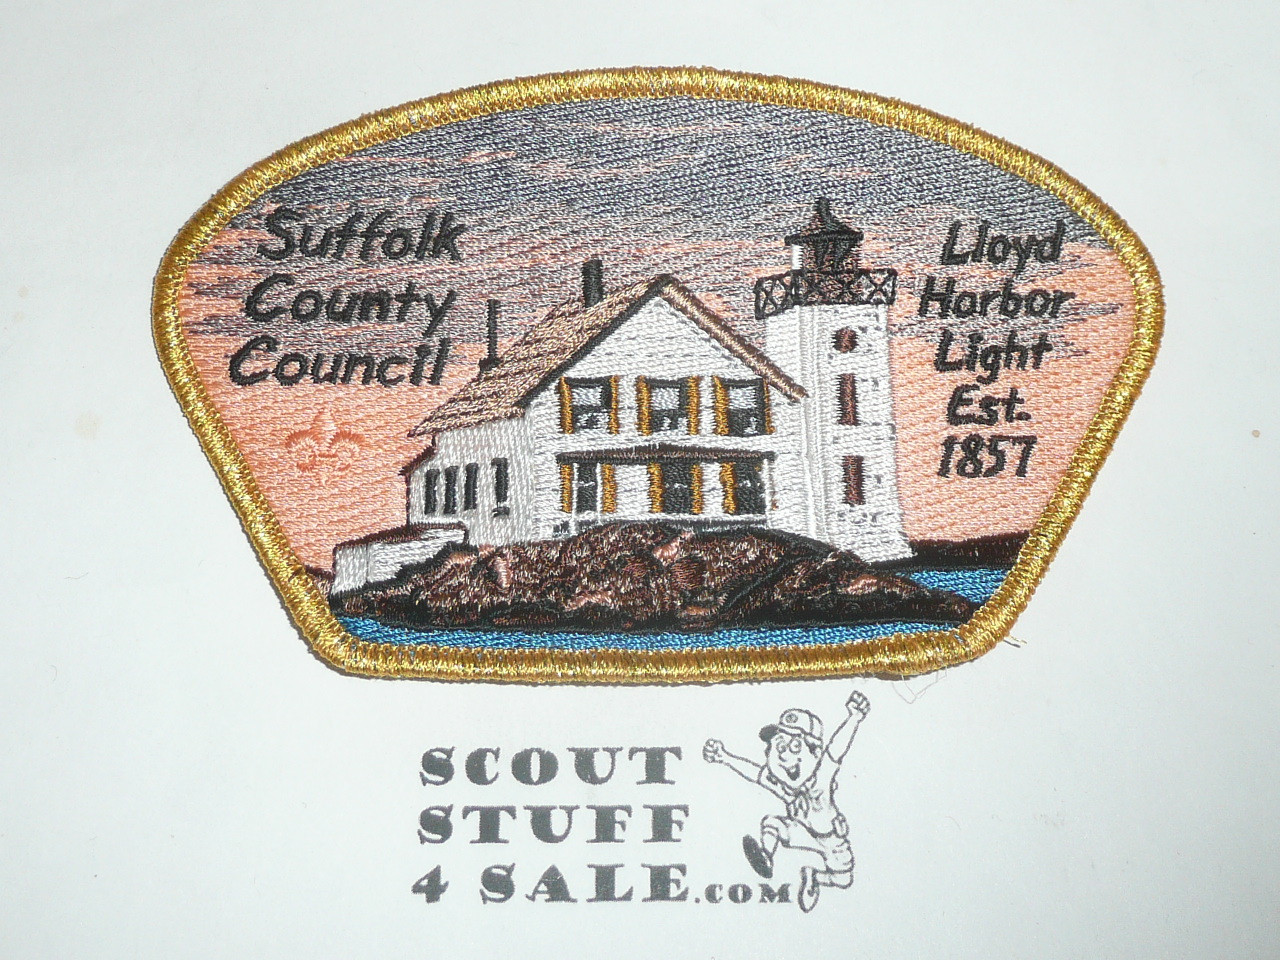 Suffolk
County
Council
Lloyd
Harbor
Light
Est.
1857
SCOUT
STUFF
4 SALE.COM